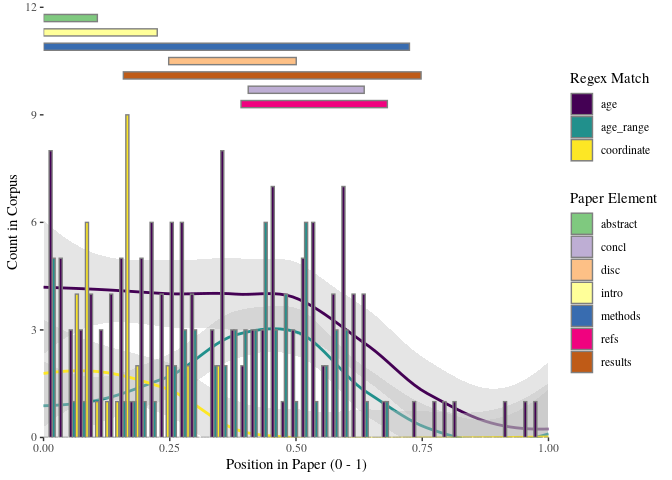 12
9
6
3
0
Count in Corpus
0.00 0.25 0.50 0.75 1.00
Position in Paper (0 - 1)
Regex Match
age
age_range
coordinate
Paper Element
abstract
concl
disc
intro
methods
refs
results